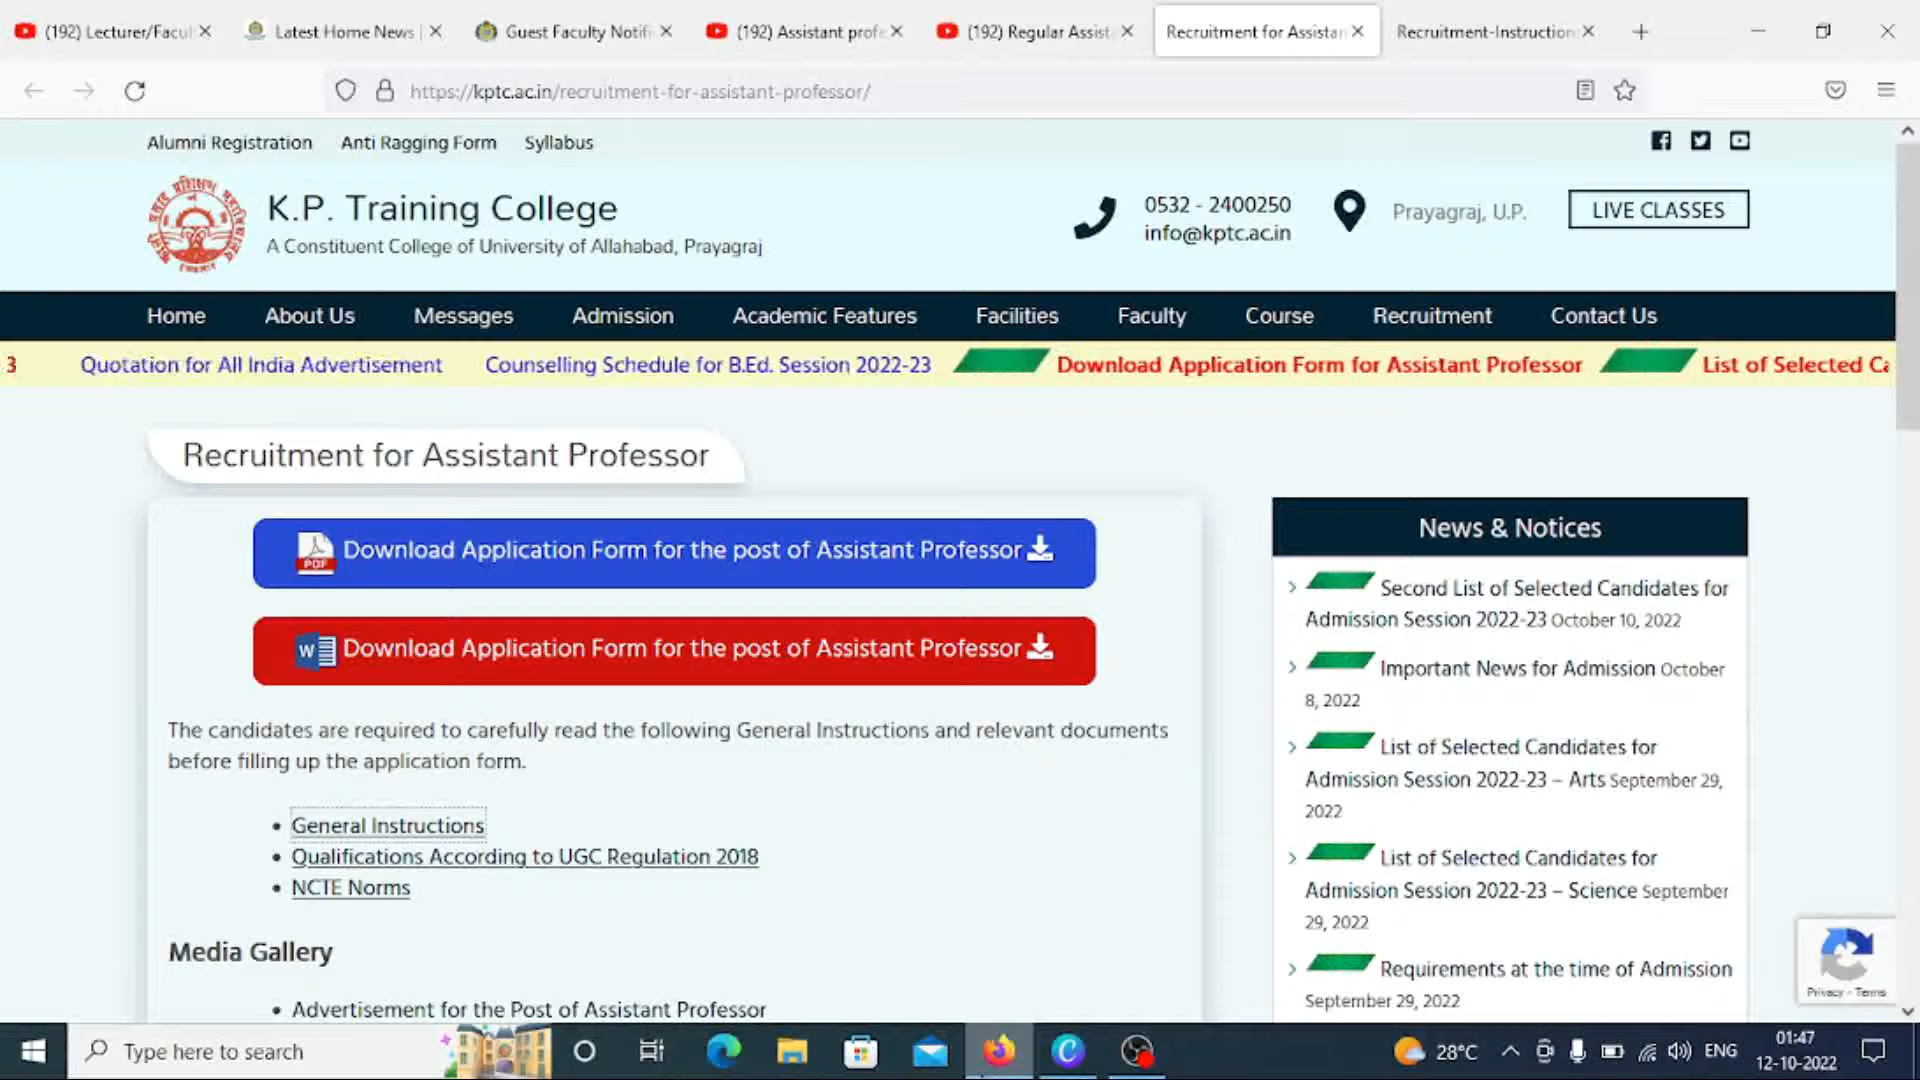 (192) Lecturer/Facul
Latest Home News |
Guest Faculty Notifi
(192) Assistant profe
(192) Regular Assist
Recruitment for Assistan
Recruitment-Instruction
https://kptc.ac.in/recruitment-for-assistant-professor/
Alumni Registration Anti Ragging Form Syllabus
K.P. Training College
A Constituent College of University of Allahabad, Prayagraj
0532 - 2400250
info@kptc.ac.in
Prayagraj, U.P.
LIVE CLASSES
Home About Us Messages Admission Academic Features Facilities Faculty Course Recruitment Contact Us
3 Quotation for All India Advertisement Counselling Schedule for B.Ed. Session 2022-23 Download Application Form for Assistant Professor List of Selected Ca
Recruitment for Assistant Professor
PDF Download Application Form for the post of Assistant Professor
W Download Application Form for the post of Assistant Professor
The candidates are required to carefully read the following General Instructions and relevant documents
before filling up the application form.
• General Instructions
• Qualifications According to UGC Regulation 2018
• NCTE Norms
Media Gallery
• Advertisement for the Post of Assistant Professor
News & Notices
Second List of Selected Candidates for
Admission Session 2022-23 October 10, 2022
Important News for Admission October
8, 2022
List of Selected Candidates for
Admission Session 2022-23 – Arts September 29,
2022
List of Selected Candidates for
Admission Session 2022-23 – Science September
29, 2022
Requirements at the time of Admission
September 29, 2022
Privacy - Terms
Type here to search
28°C
ENG
01:47
12-10-2022